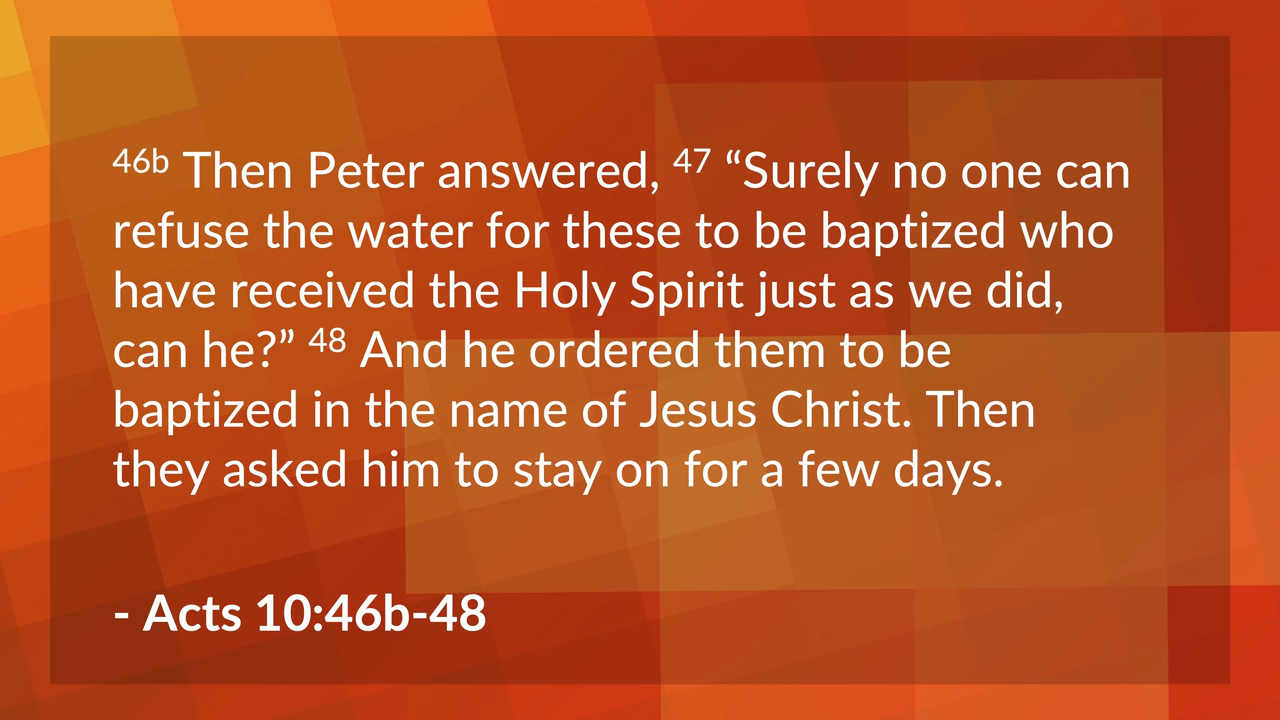 46b Then Peter answered, 47 “Surely no one can
refuse the water for these to be baptized who
have received the Holy Spirit just as we did,
can he?” 48 And he ordered them to be
baptized in the name of Jesus Christ. Then
they asked him to stay on for a few days.
- Acts 10:46b-48